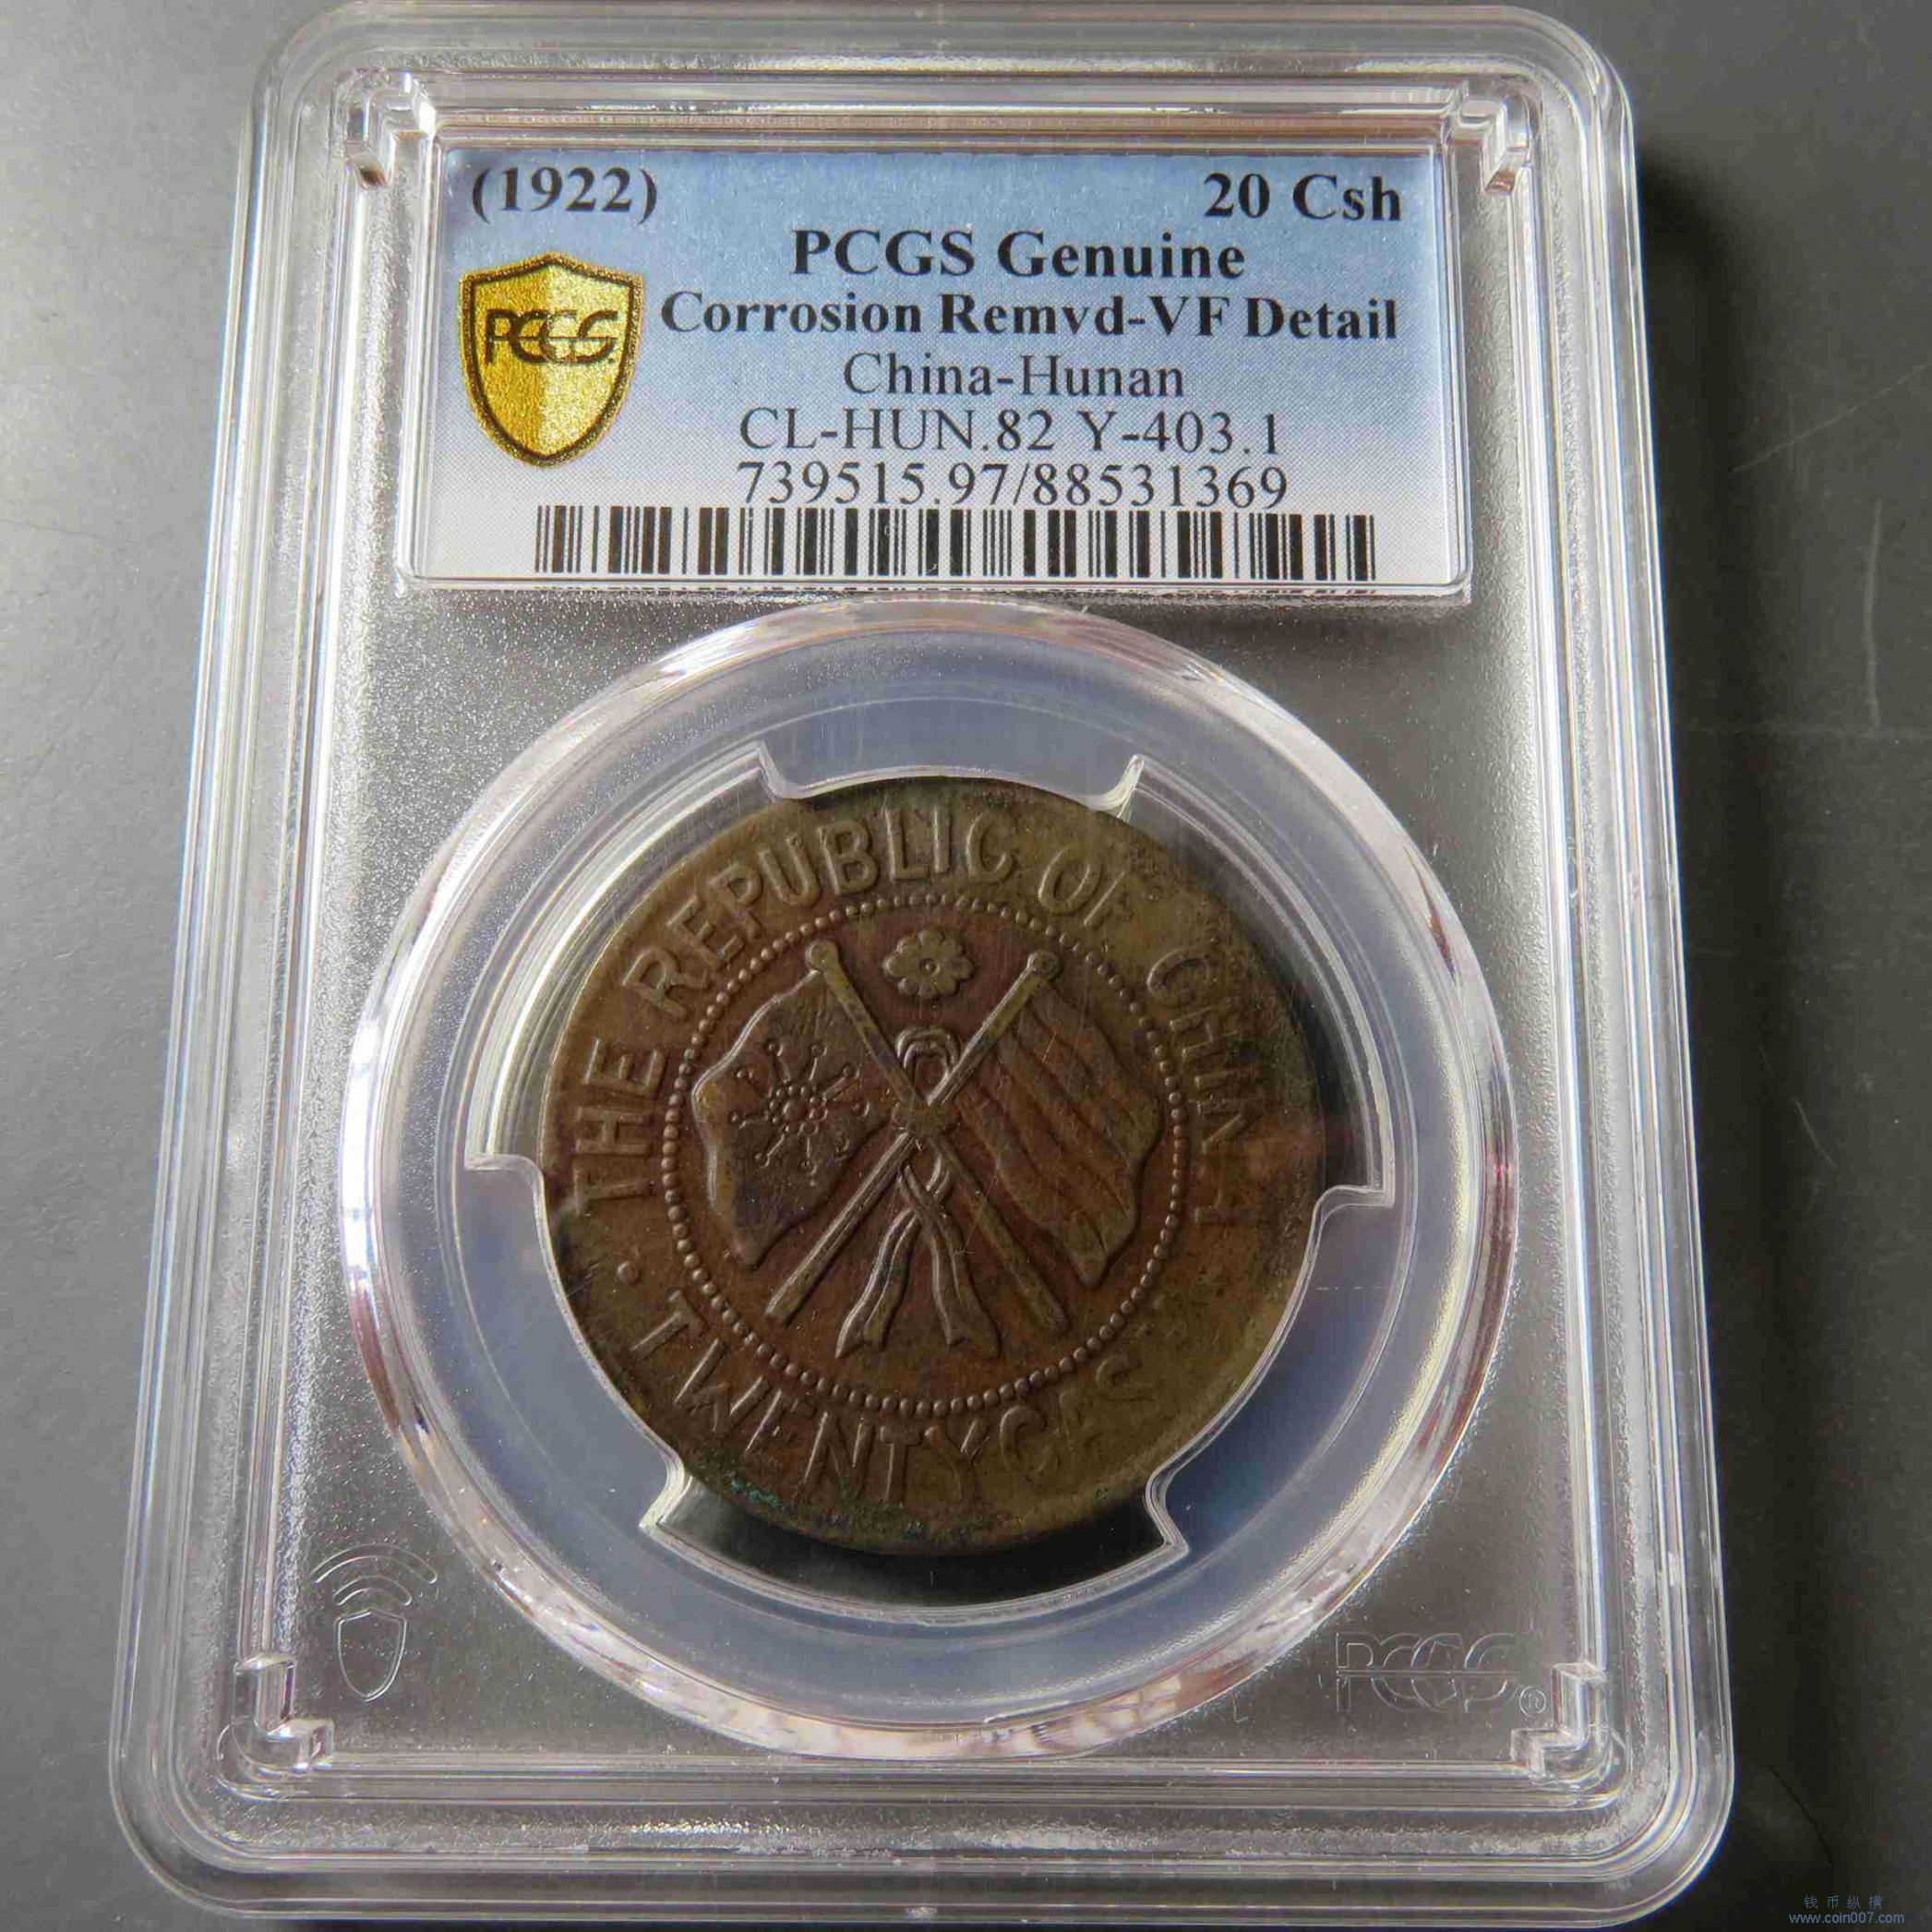 (1922) 20 Csh
PCGS Genuine
PCGS
Corrosion Remvd-VF Detail
China-Hunan
CL-HUN.82 Y-403.1
739515.97/88531369
THE REPUBLIC OF CHINA
· TWENTY CAS
PCGS®
钱币纵横
www.coin007.com